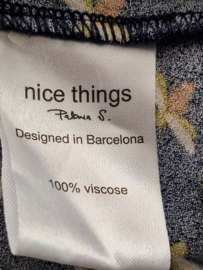 nice things
Paloma S.
Designed in Barcelona
100% viscose